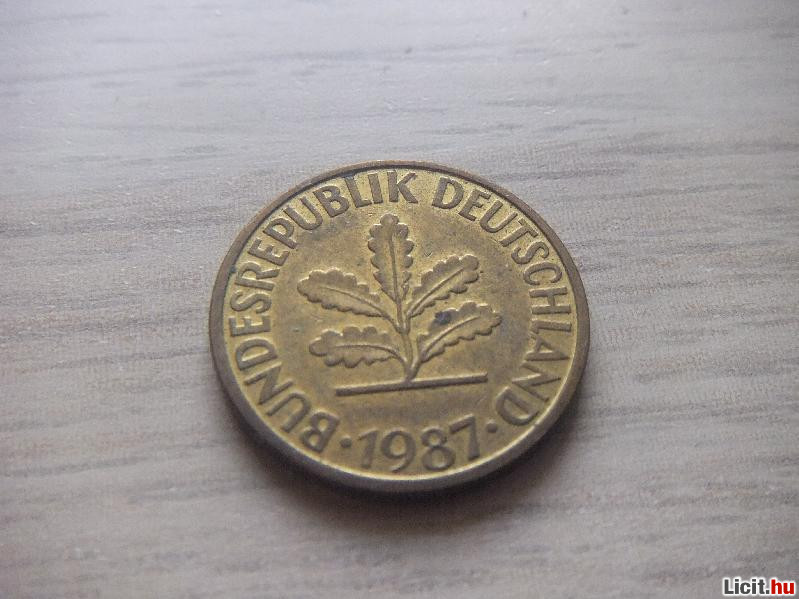 BUNDESREPUBLIK DEUTSCHLAND
· 1987 ·
Licit.hu